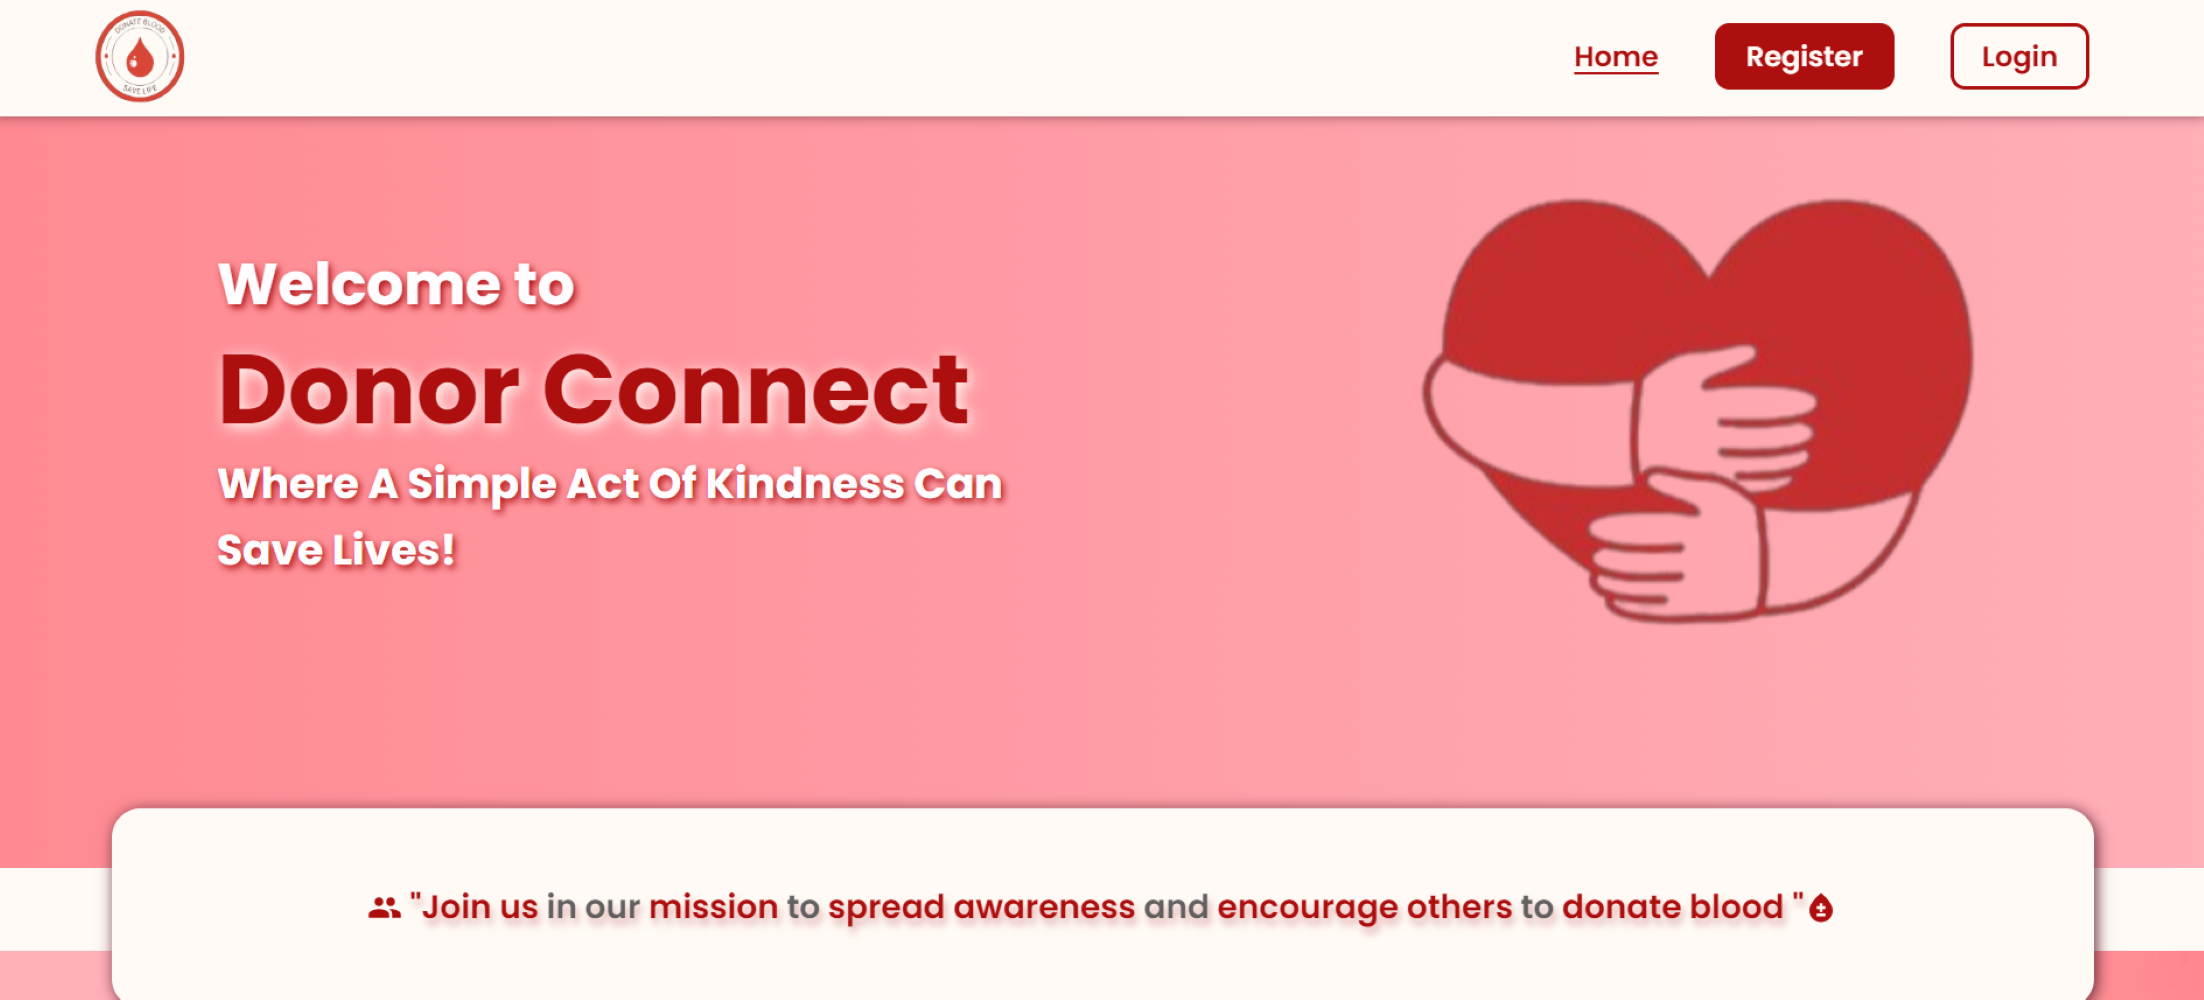 DONATE BLOOD
SAVE LIFE
Home
Register
Login
Welcome to
Donor Connect
Where A Simple Act Of Kindness Can
Save Lives!
"Join us in our mission to spread awareness and encourage others to donate blood "